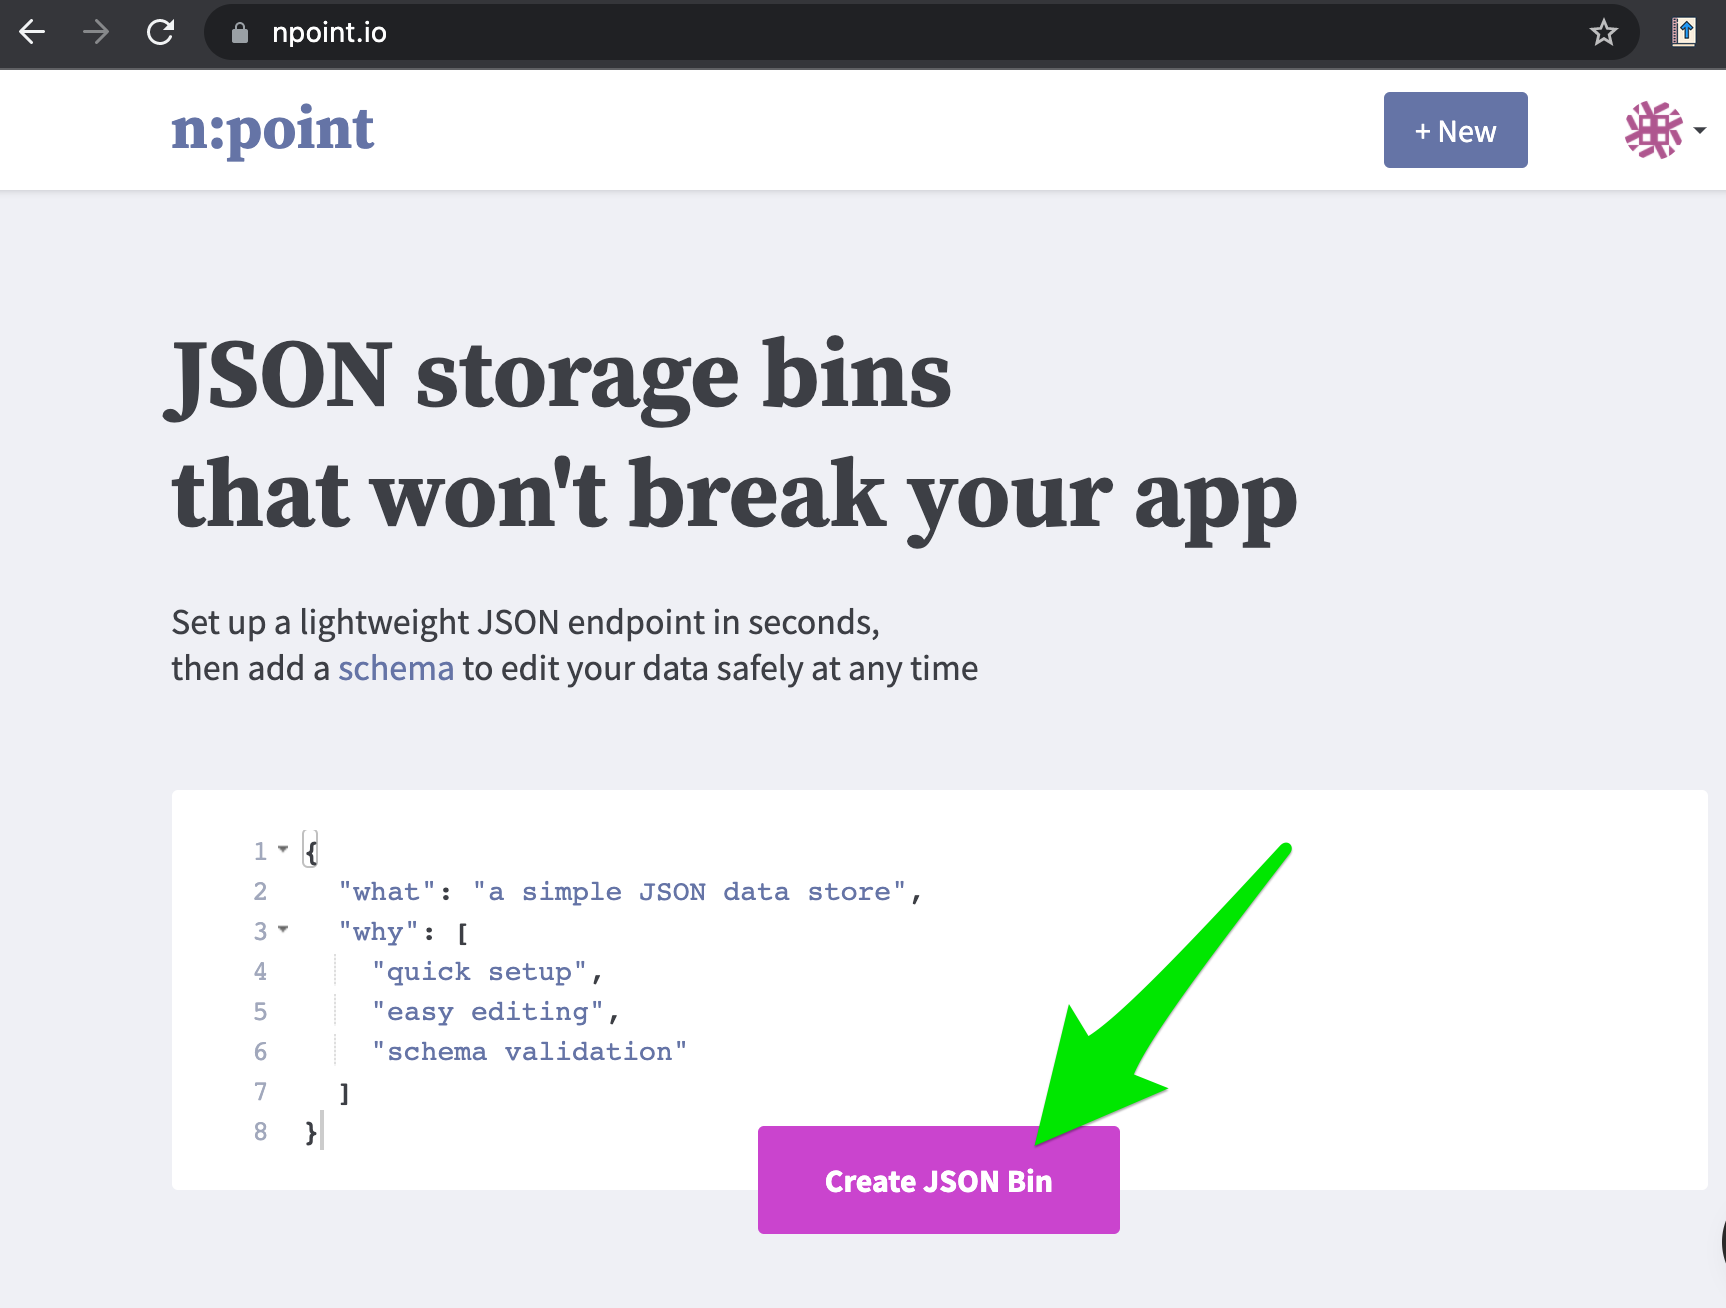 npoint.io
n:point
+ New
JSON storage bins
that won't break your app
Set up a lightweight JSON endpoint in seconds,
then add a schema to edit your data safely at any time
1 {
2 "what": "a simple JSON data store",
3 "why": [
4 "quick setup",
5 "easy editing",
6 "schema validation"
7 ]
8 }
Create JSON Bin